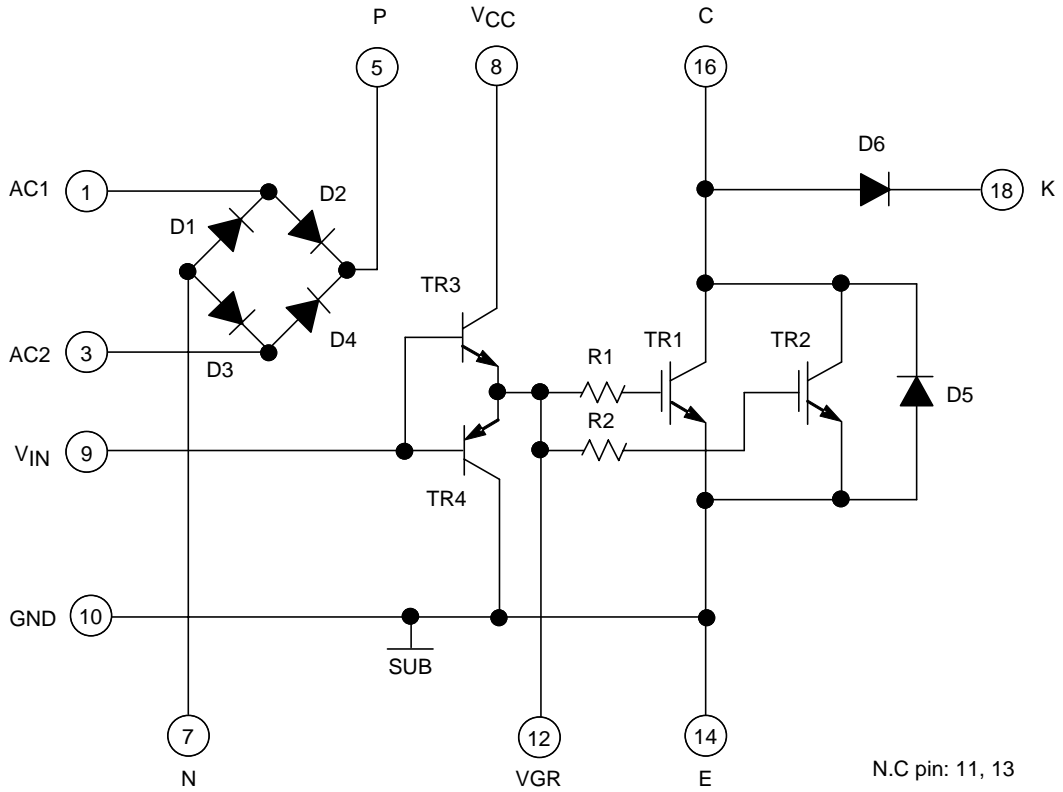 P
VCC
C
5
8
16
D6
AC1
1
D2
18
K
D1
TR3
AC2
3
D4
D3
R1
TR1
TR2
D5
R2
VIN
9
TR4
GND
10
SUB
7
12
14
N
VGR
E
N.C pin: 11, 13